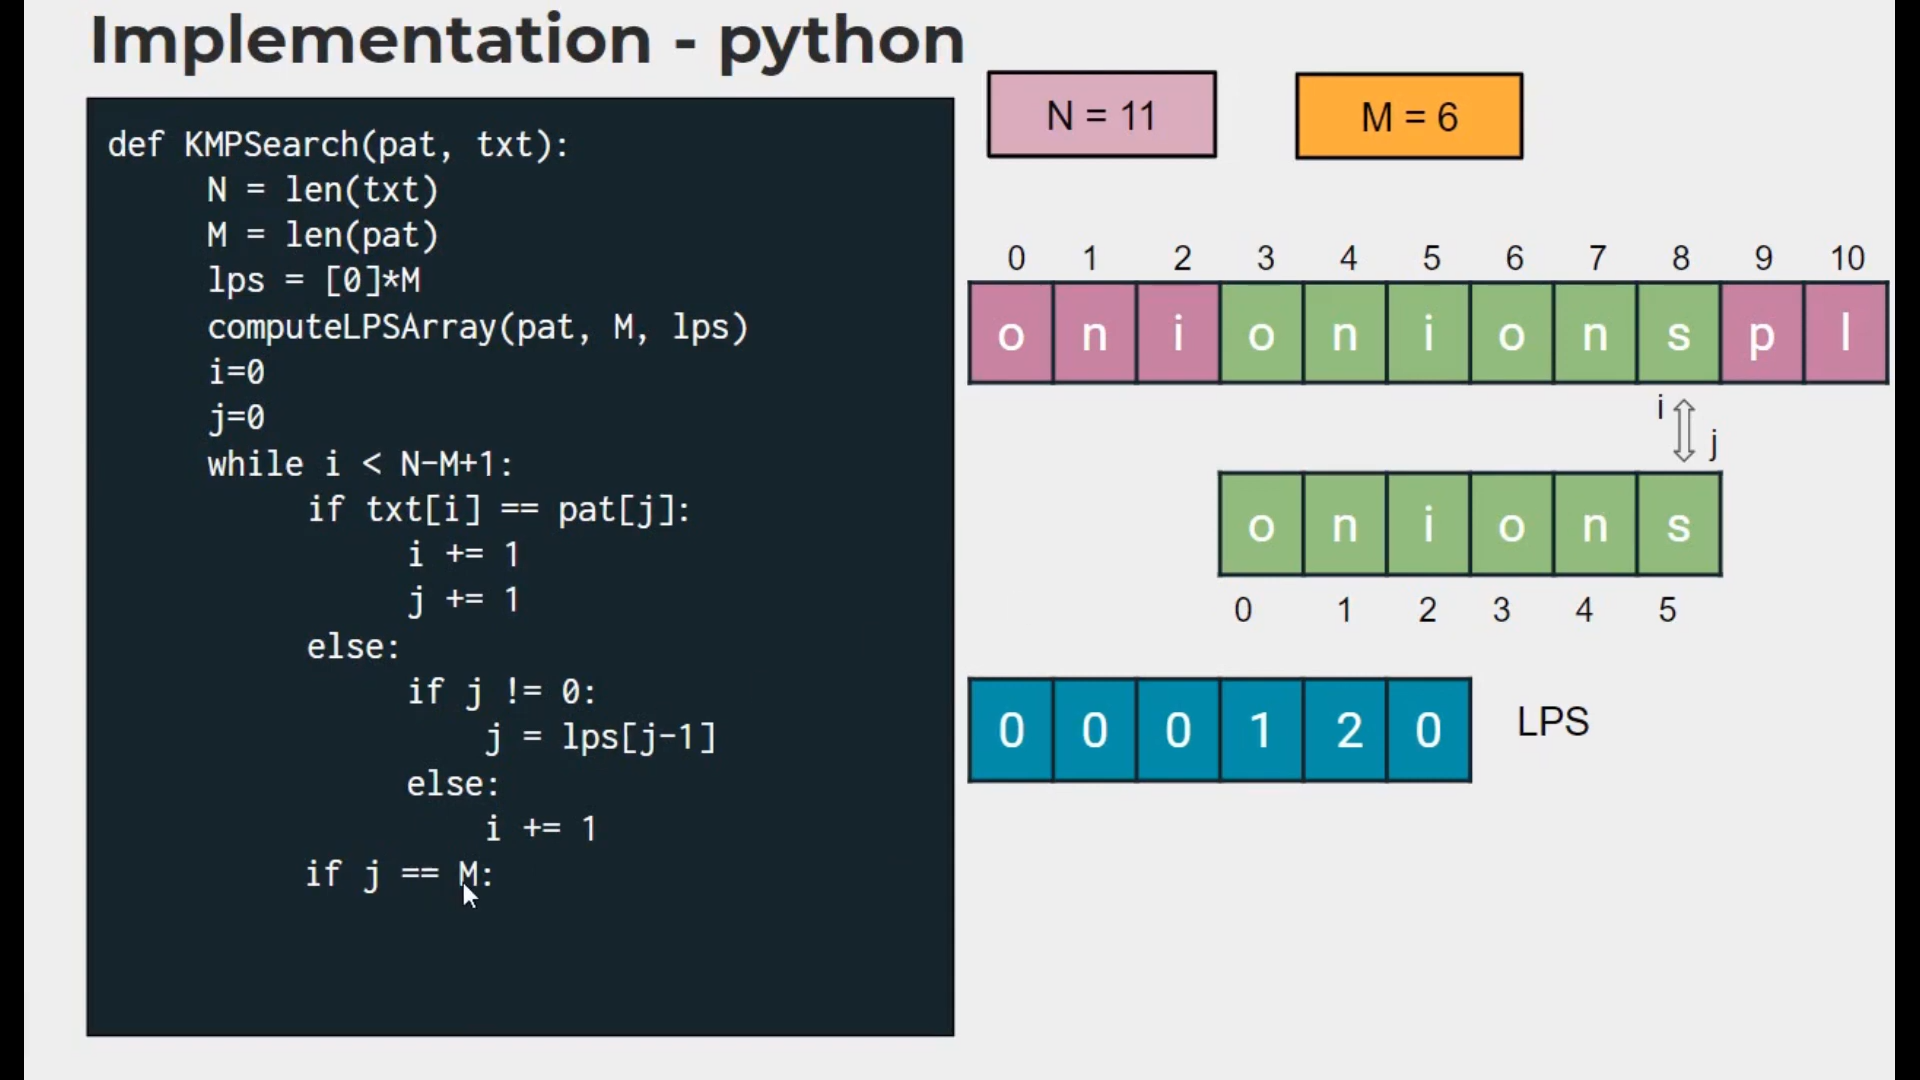 Implementation - python
def KMPSearch(pat, txt):
N = len(txt)
M = len(pat)
lps = [0]*M
computeLPSArray(pat, M, lps)
i=0
j=0
while i < N-M+1:
if txt[i] == pat[j]:
i += 1
j += 1
else:
if j != 0:
j = lps[j-1]
else:
i += 1
if j == M:
N = 11
M = 6
0 1 2 3 4 5 6 7 8 9 10
o n i o n i o n s p l
i
j
o n i o n s
0 1 2 3 4 5
0 0 0 1 2 0 LPS